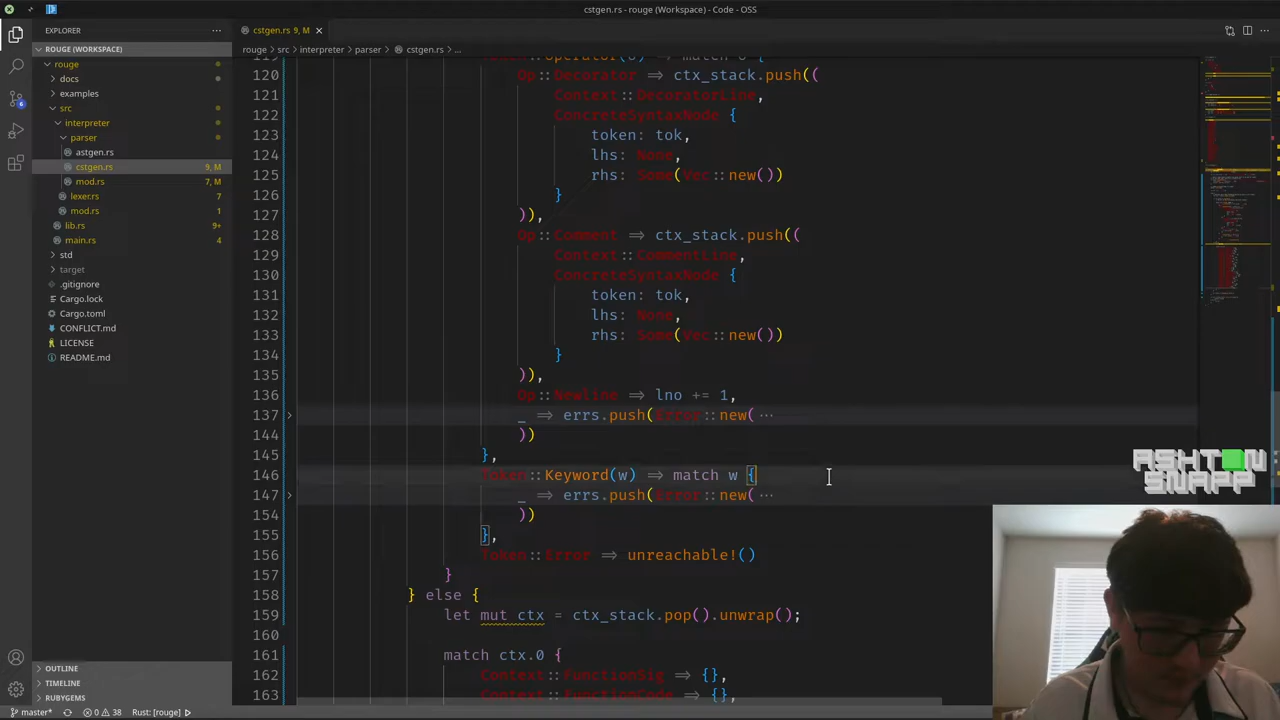 cstgen.rs - rouge (Workspace) - Code - OSS
EXPLORER
cstgen.rs 9, M
ROUGE (WORKSPACE)
rouge
docs
examples
src
interpreter
parser
astgen.rs
cstgen.rs 9, M
mod.rs 7, M
lexer.rs 7
mod.rs 1
lib.rs 9+
main.rs 4
std
target
.gitignore
Cargo.lock
Cargo.toml
CONFLICT.md
LICENSE
README.md
OUTLINE
TIMELINE
RUBYGEMS
rouge > src > interpreter > parser > cstgen.rs > ...
120 Op::Decorator => ctx_stack.push((
121 Context::DecoratorLine,
122 ConcreteSyntaxNode {
123 token: tok,
124 lhs: None,
125 rhs: Some(Vec::new())
126 }
127 )),
128 Op::Comment => ctx_stack.push((
129 Context::CommentLine,
130 ConcreteSyntaxNode {
131 token: tok,
132 lhs: None,
133 rhs: Some(Vec::new())
134 }
135 )),
136 Op::Newline => lno += 1,
137 _ => errs.push(Error::new( ⋯
144 ))
145 },
146 Token::Keyword(w) => match w {
147 _ => errs.push(Error::new( ⋯
154 ))
155 },
156 Token::Error => unreachable!()
157 }
158 } else {
159 let mut ctx = ctx_stack.pop().unwrap();
160
161 match ctx.0 {
162 Context::FunctionSig => {},
163 Context::FunctionCode => {},
ASHTON
SNAPP
6
master* 0 38 Rust: [rouge]